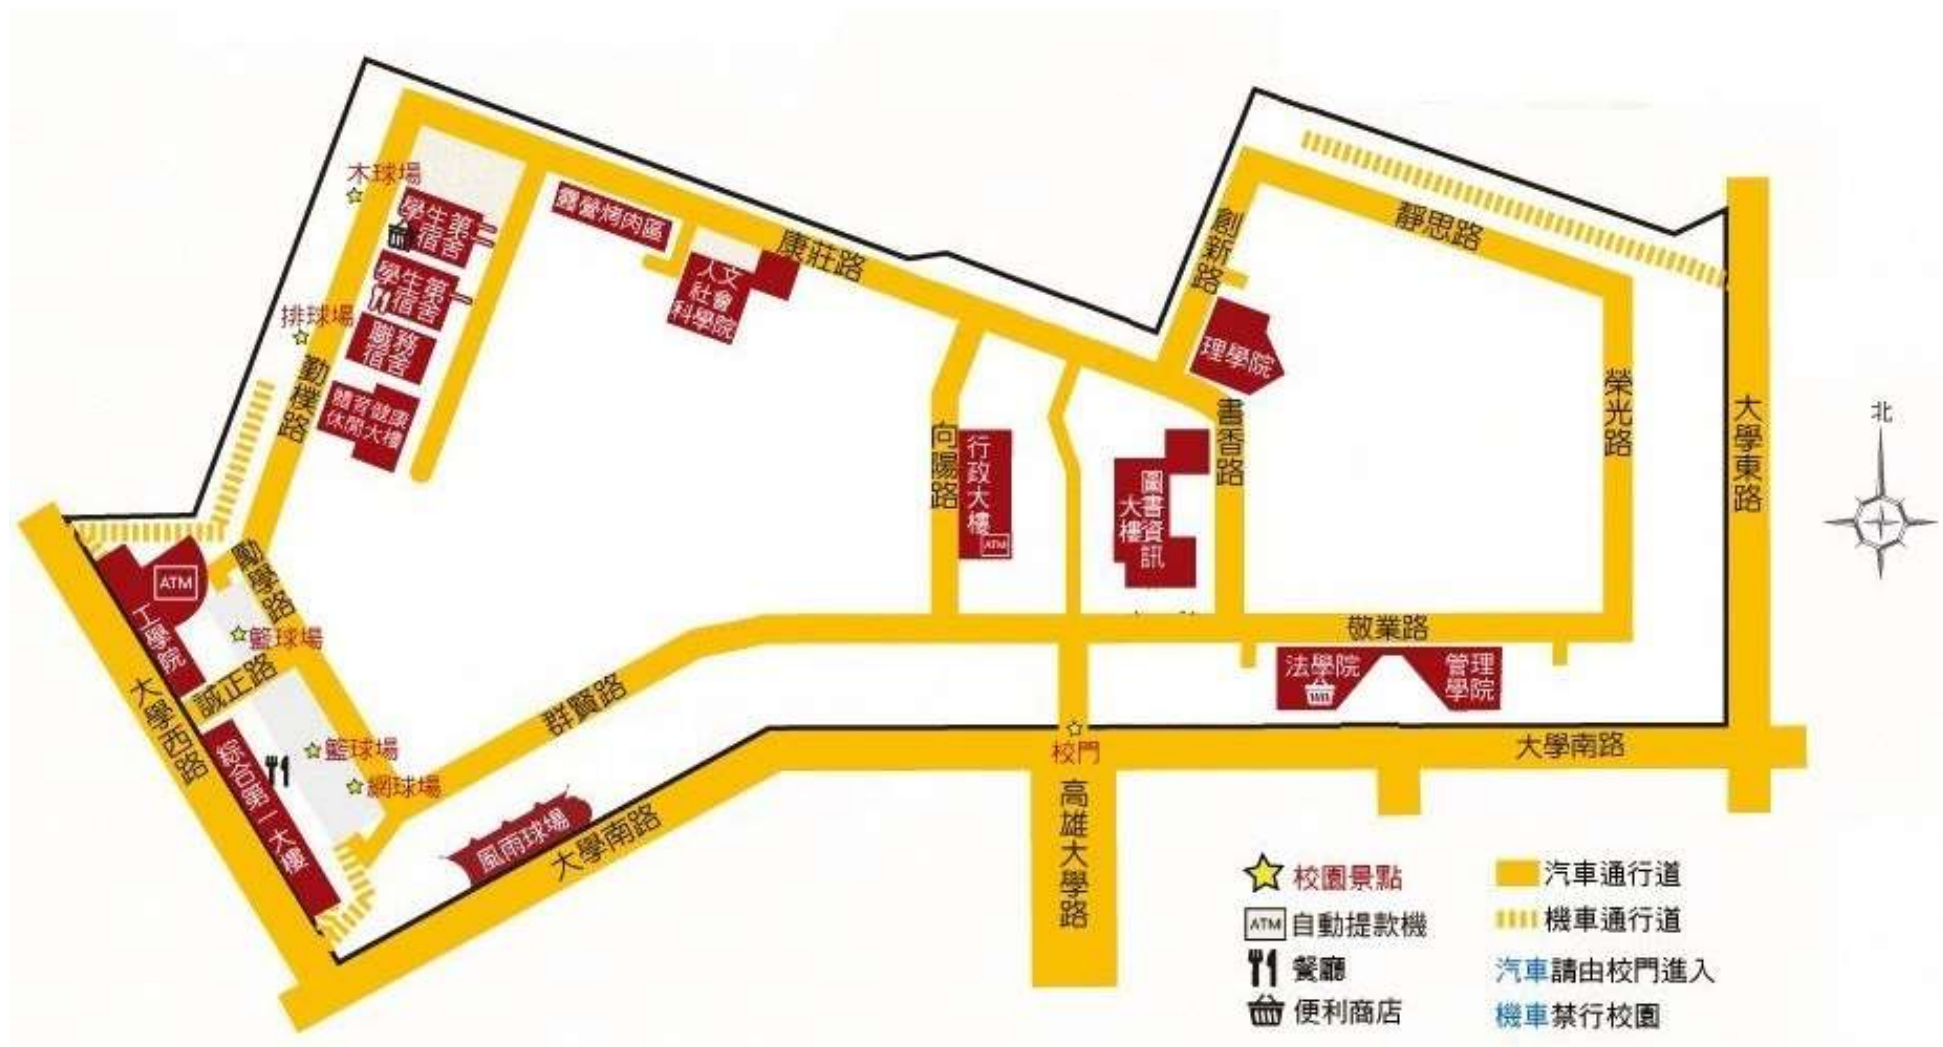 木球場
學生第
宿舍
露營烤肉區
人文
社會
科學院
康莊路
創新路
靜思路
學生第
宿舍
排球場
職務
宿舍
勤樸路
體育健康
休閒大樓
理學院
榮光路
大學東路
北
向陽路
行政大樓
ATM
圖書資訊
大樓
書香路
ATM
工學院
勵學路
籃球場
誠正路
大學西路
綜合第一大樓
籃球場
網球場
群賢路
風雨球場
大學南路
敬業路
法學院
管理
學院
校門
大學南路
高雄大學路
校園景點
ATM
自動提款機
餐廳
便利商店
汽車通行道
機車通行道
汽車請由校門進入
機車禁行校園